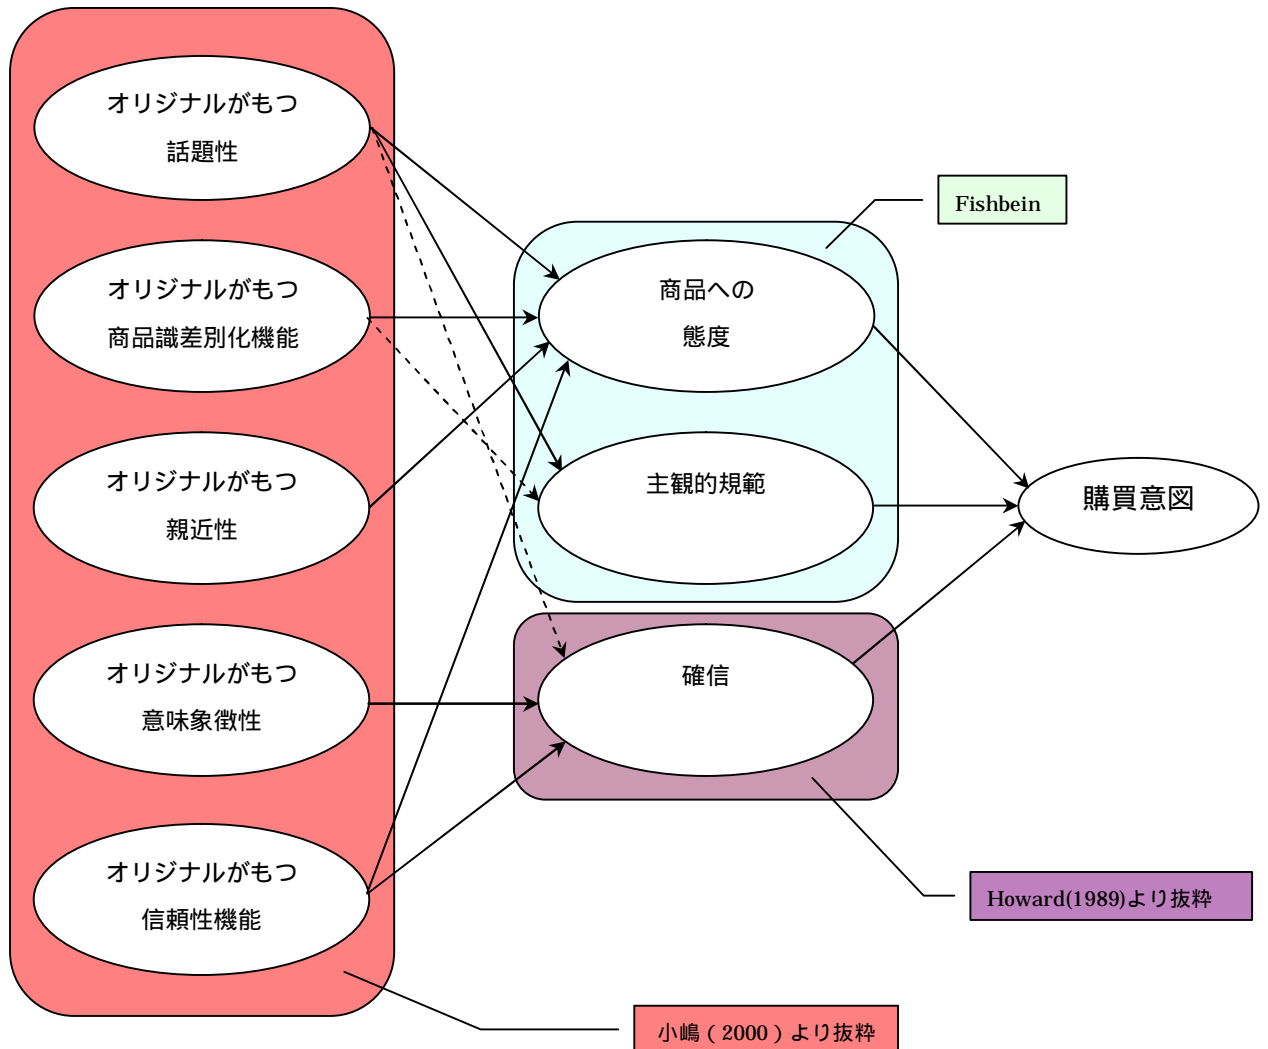 オリジナルがもつ
話題性
オリジナルがもつ
商品識差別化機能
オリジナルがもつ
親近性
オリジナルがもつ
意味象徴性
オリジナルがもつ
信頼性機能
商品への
態度
主観的規範
確信
購買意図
Fishbein
Howard(1989)より抜粋
小嶋（2000）より抜粋